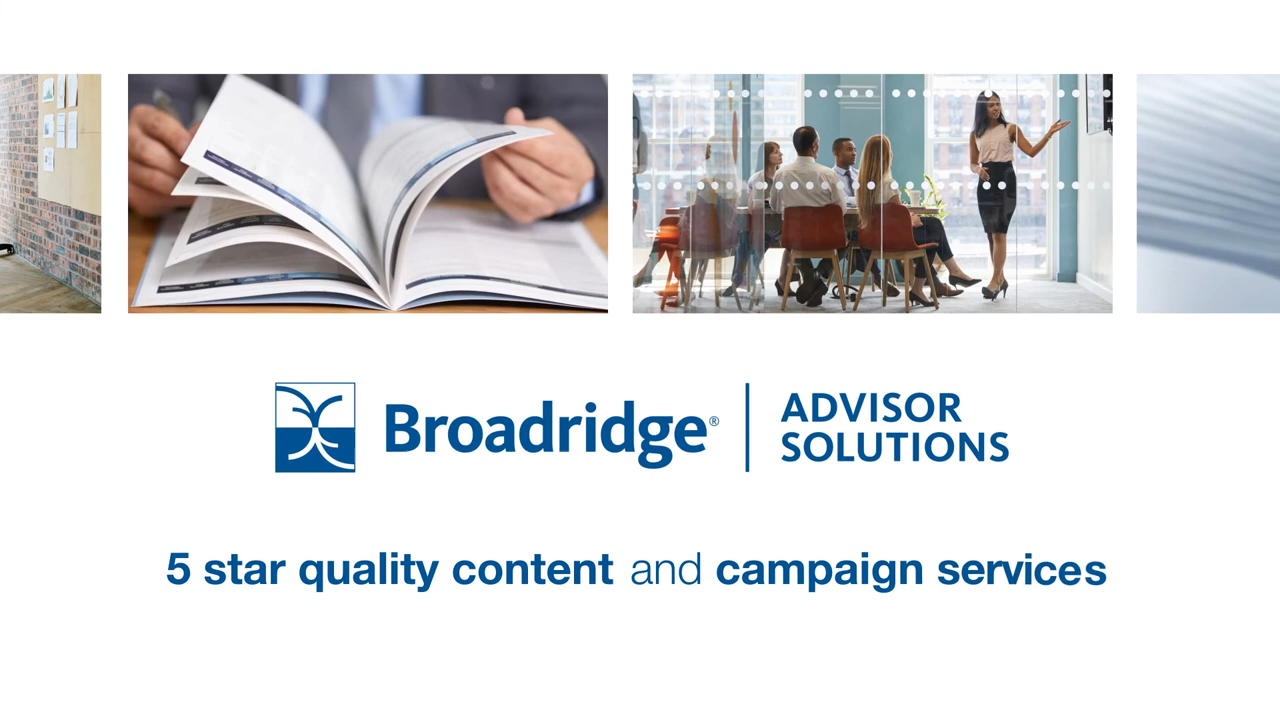 Broadridge®
ADVISOR
SOLUTIONS
5 star quality content and campaign services